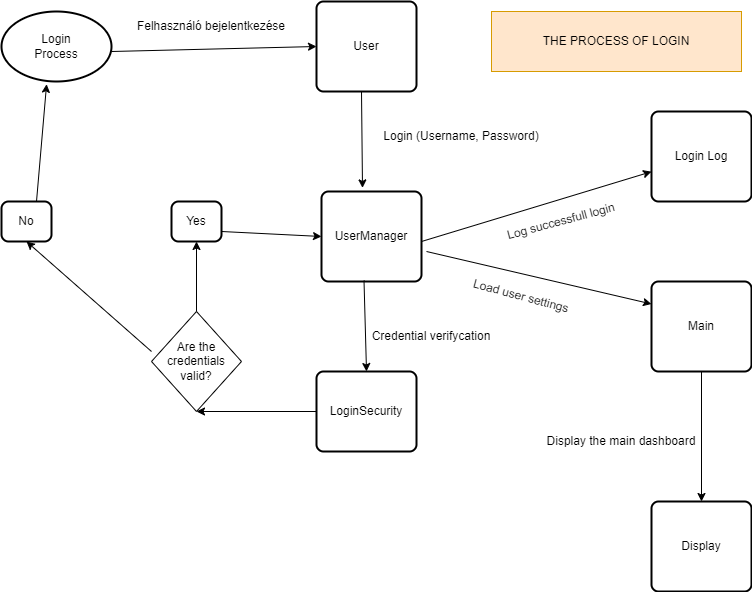 Login
Process
Felhasználó bejelentkezése
User
THE PROCESS OF LOGIN
Login (Username, Password)
Login Log
No
Yes
UserManager
Log successfull login
Load user settings
Main
Credential verifycation
Are the
credentials
valid?
LoginSecurity
Display the main dashboard
Display